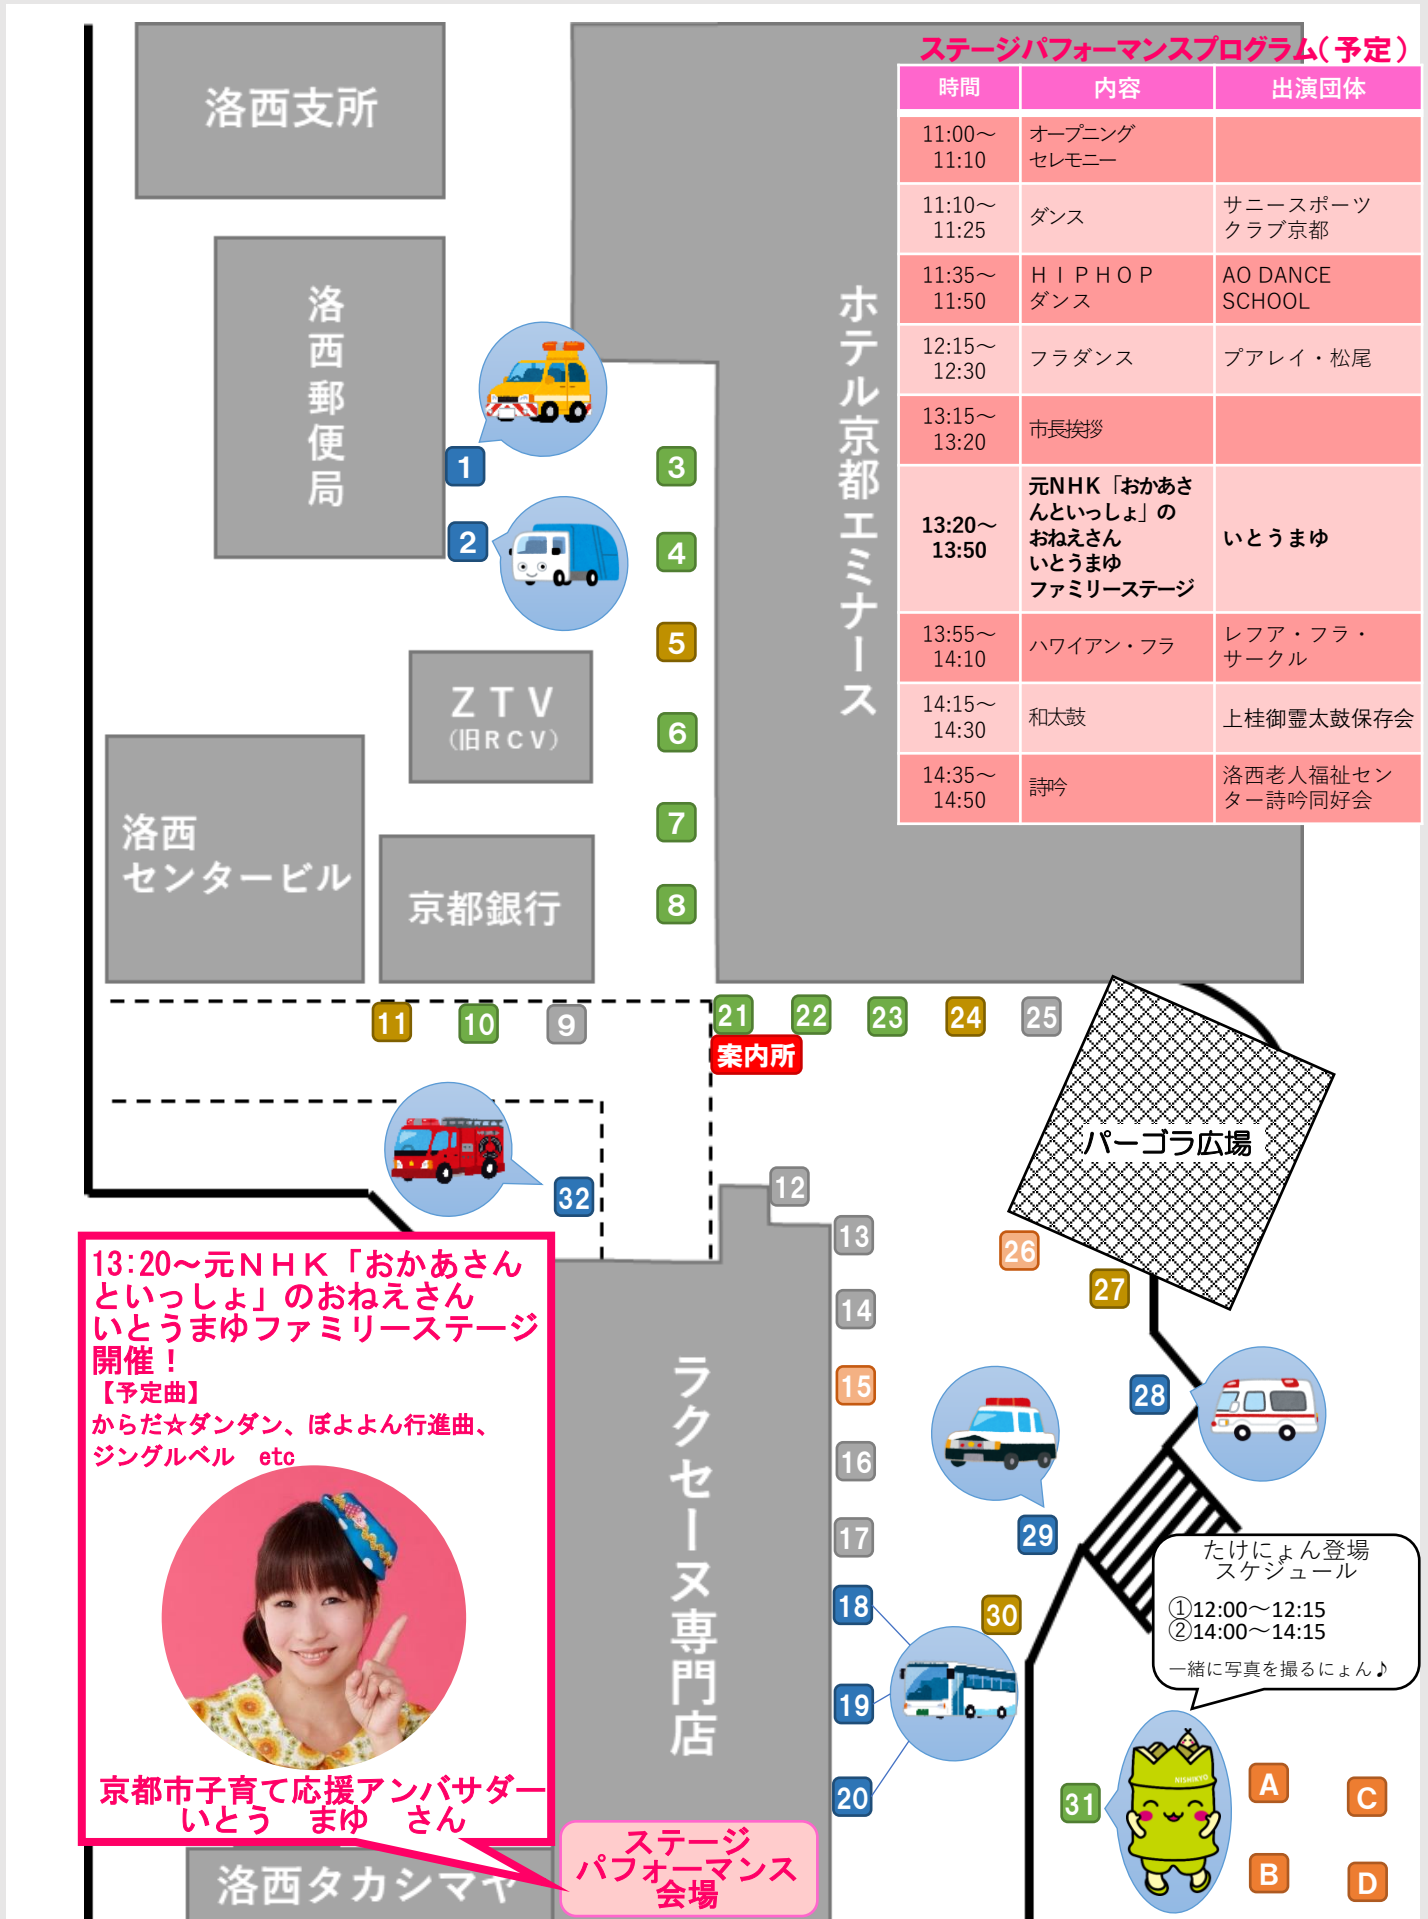 ステージパフォーマンスプログラム(予定)
時間 内容 出演団体
11:00～
11:10
オープニング
セレモニー
11:10～
11:25
ダンス
サニースポーツ
クラブ京都
11:35～
11:50
ＨＩＰＨＯＰ
ダンス
AO DANCE
SCHOOL
12:15～
12:30
フラダンス
プアレイ・松尾
13:15～
13:20
市長挨拶
13:20～
13:50
元NHK「おかあさ
んといっしょ」の
おねえさん
いとうまゆ
ファミリーステージ
いとうまゆ
13:55～
14:10
ハワイアン・フラ
レフア・フラ・
サークル
14:15～
14:30
和太鼓
上桂御霊太鼓保存会
14:35～
14:50
詩吟
洛西老人福祉セン
ター詩吟同好会
洛西支所
洛西郵便局
ホテル京都エミナース
1
2
3
4
5
6
7
8
ＺＴＶ
(旧ＲＣＶ)
洛西
センタービル
京都銀行
11
10
9
21
22
23
24
25
案内所
パーゴラ広場
32
12
13
14
15
16
17
18
19
20
26
27
28
29
30
31
ラクセーヌ専門店
13:20～元ＮＨＫ「おかあさん
といっしょ」のおねえさん
いとうまゆファミリーステージ
開催！
【予定曲】
からだ☆ダンダン、ぼよよん行進曲、
ジングルベル　etc
京都市子育て応援アンバサダー
いとう　まゆ　さん
たけにょん登場
スケジュール
①12:00～12:15
②14:00～14:15
一緒に写真を撮るにょん♪
NISHIKYO
A
B
C
D
洛西タカシマヤ
ステージ
パフォーマンス
会場